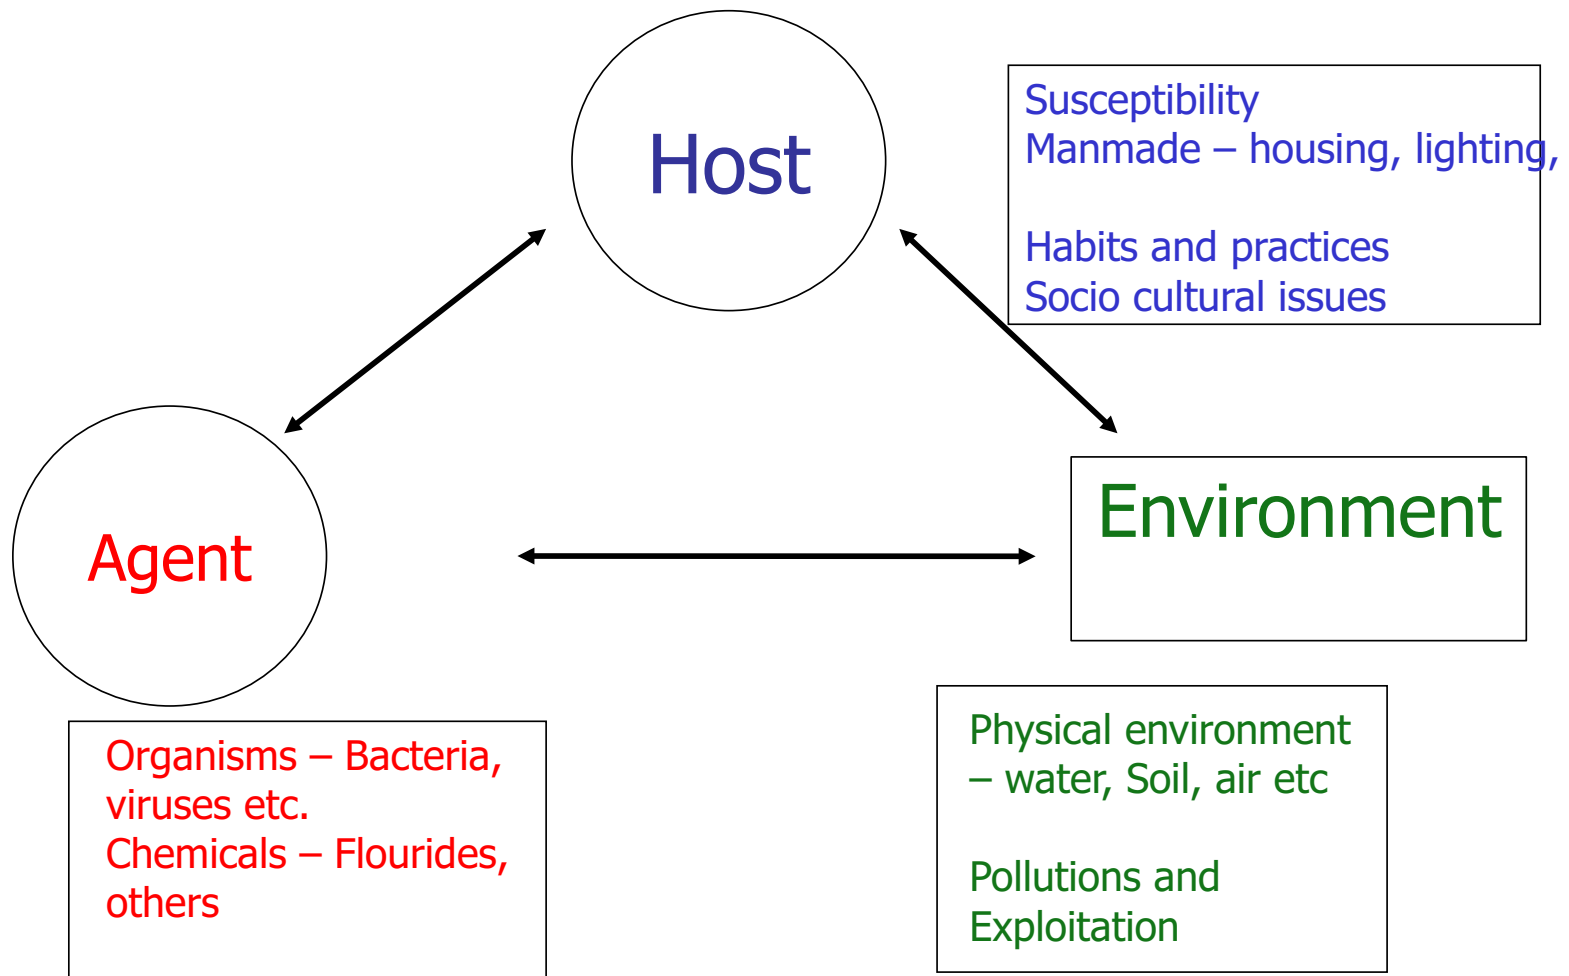 Host
Susceptibility
Manmade – housing, lighting,
Habits and practices
Socio cultural issues
Agent
Environment
Organisms – Bacteria,
viruses etc.
Chemicals – Flourides,
others
Physical environment
– water, Soil, air etc
Pollutions and
Exploitation